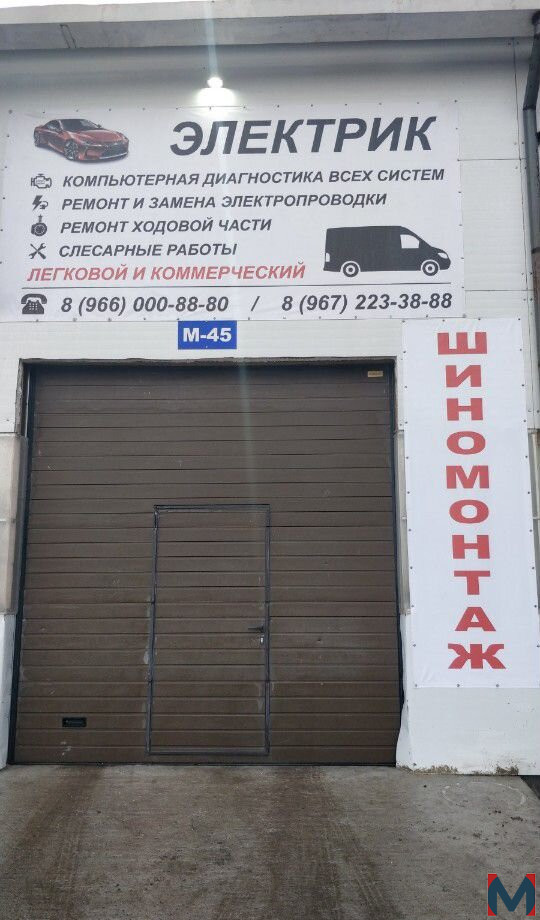 ЭЛЕКТРИК
КОМПЬЮТЕРНАЯ ДИАГНОСТИКА ВСЕХ СИСТЕМ
РЕМОНТ И ЗАМЕНА ЭЛЕКТРОПРОВОДКИ
РЕМОНТ ХОДОВОЙ ЧАСТИ
СЛЕСАРНЫЕ РАБОТЫ
ЛЕГКОВОЙ И КОММЕРЧЕСКИЙ
8 (966) 000-88-80 / 8 (967) 223-38-88
М-45
ШИНОМОНТАЖ
М